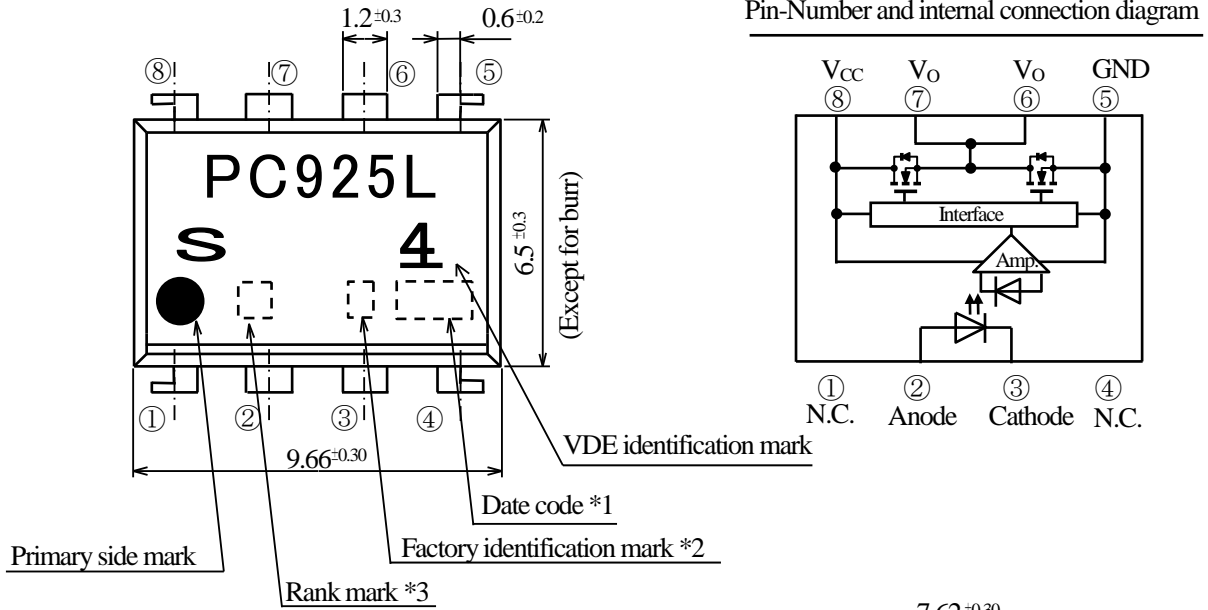 1.2±0.3
0.6±0.2
⑧ ⑦ ⑥ ⑤
PC925L
S 4
6.5±0.3
(Except for burr)
① ② ③ ④
9.66±0.30
VDE identification mark
Date code *1
Factory identification mark *2
Primary side mark
Rank mark *3
Pin-Number and internal connection diagram
VCC VO VO GND
⑧ ⑦ ⑥ ⑤
Interface
Amp.
① ② ③ ④
N.C. Anode Cathode N.C.
7.62±0.30